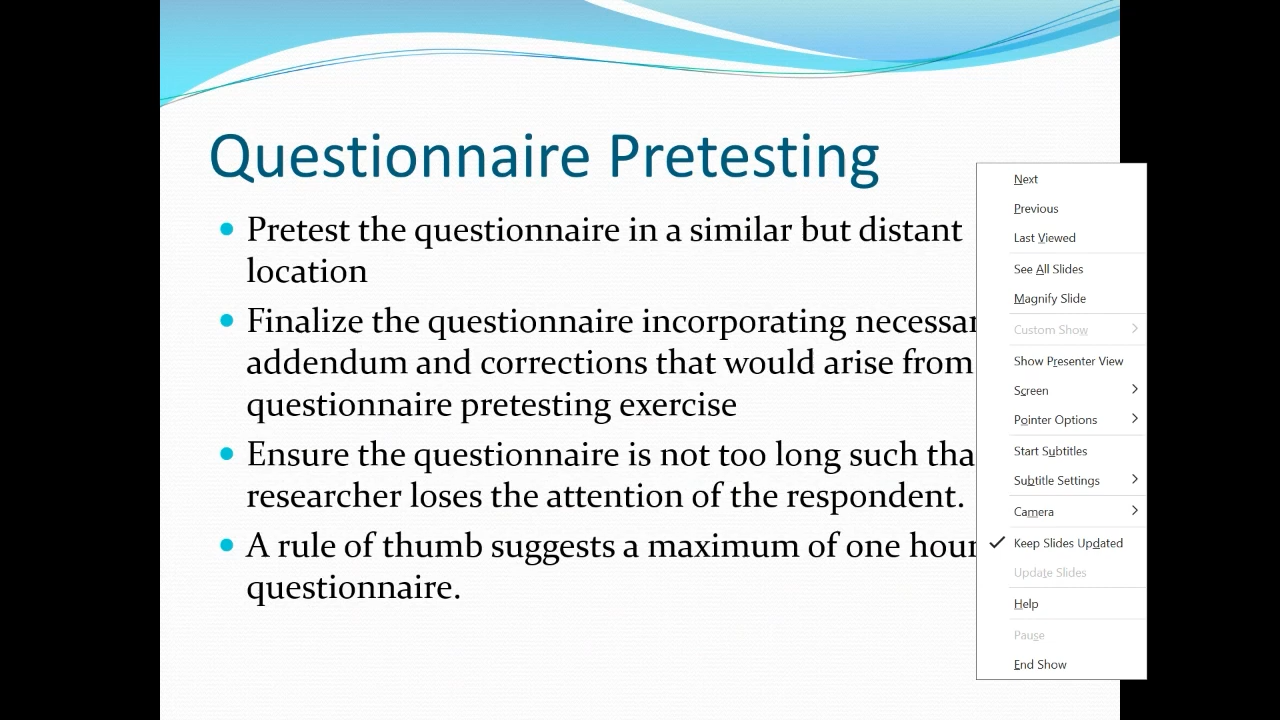 Questionnaire Pretesting
• Pretest the questionnaire in a similar but distant
location
• Finalize the questionnaire incorporating
addendum and corrections that would arise from
questionnaire pretesting exercise
• Ensure the questionnaire is not too long such
researcher loses the attention of the respondent.
• A rule of thumb suggests a maximum of one
questionnaire.
Next
Previous
Last Viewed
See All Slides
Magnify Slide
Custom Show
Show Presenter View
Screen
Pointer Options
Start Subtitles
Subtitle Settings
Camera
Keep Slides Updated
Update Slides
Help
Pause
End Show